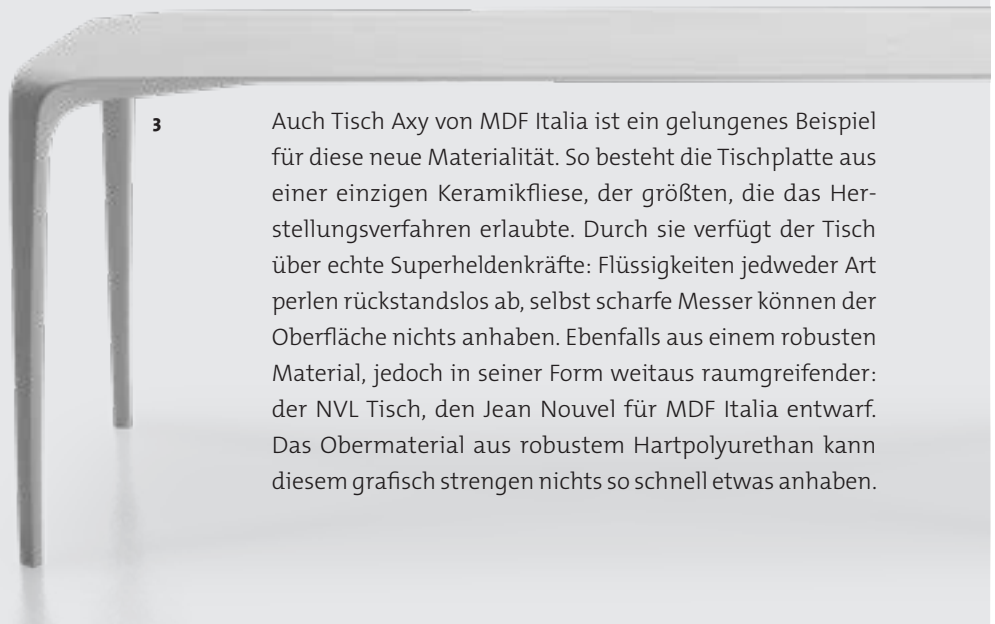 3
Auch Tisch Axy von MDF Italia ist ein gelungenes Beispiel
für diese neue Materialität. So besteht die Tischplatte aus
einer einzigen Keramikfliese, der größten, die das Her-
stellungsverfahren erlaubte. Durch sie verfügt der Tisch
über echte Superheldenkräfte: Flüssigkeiten jedweder Art
perlen rückstandslos ab, selbst scharfe Messer können der
Oberfläche nichts anhaben. Ebenfalls aus einem robusten
Material, jedoch in seiner Form weitaus raumgreifender:
der NVL Tisch, den Jean Nouvel für MDF Italia entwarf.
Das Obermaterial aus robustem Hartpolyurethan kann
diesem grafisch strengen nichts so schnell etwas anhaben.